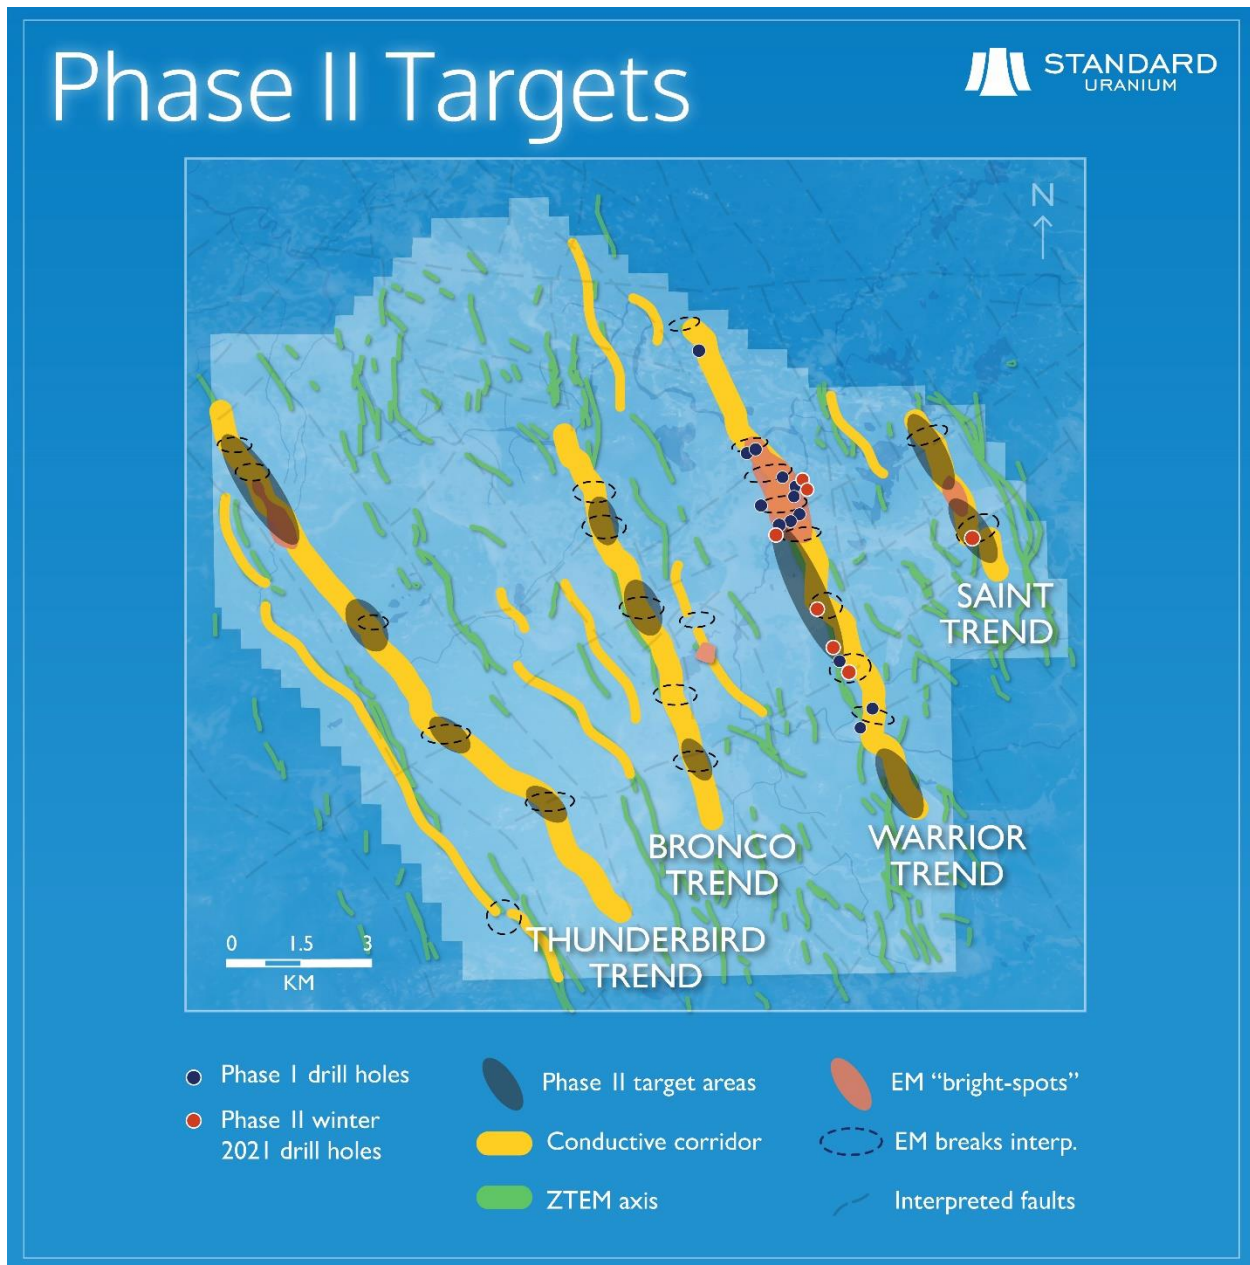 Phase II Targets
STANDARD
URANIUM
N
SAINT
TREND
BRONCO
TREND
WARRIOR
TREND
THUNDERBIRD
TREND
0 1.5 3
KM
Phase I drill holes
Phase II winter
2021 drill holes
Phase II target areas
Conductive corridor
ZTEM axis
EM “bright-spots”
EM breaks interp.
Interpreted faults